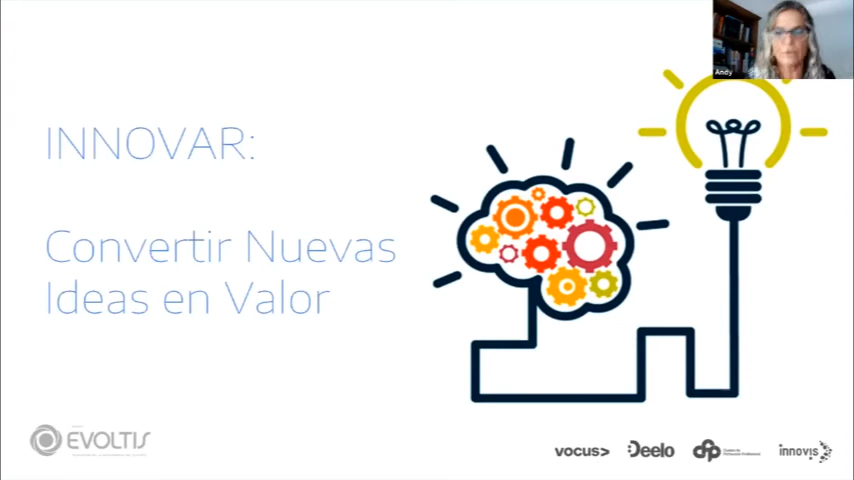 Andy
INNOVAR:
Convertir Nuevas
Ideas en Valor
EVOLTIS
vocus>
Deelo
innovis